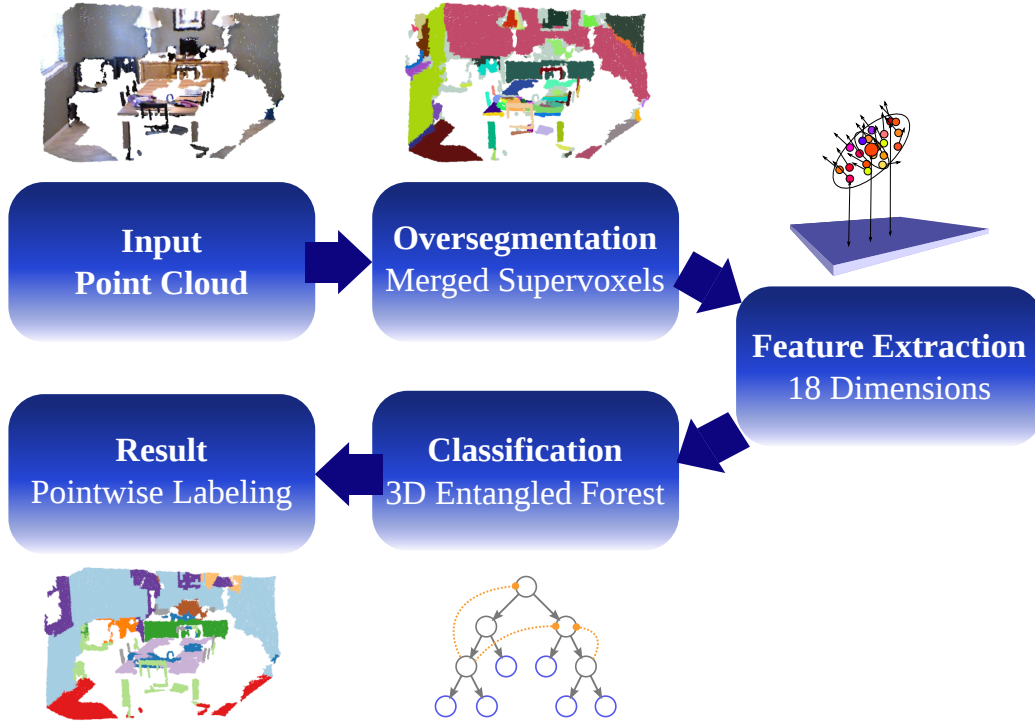 Input
Point Cloud
Oversegmentation
Merged Supervoxels
Feature Extraction
18 Dimensions
Classification
3D Entangled Forest
Result
Pointwise Labeling